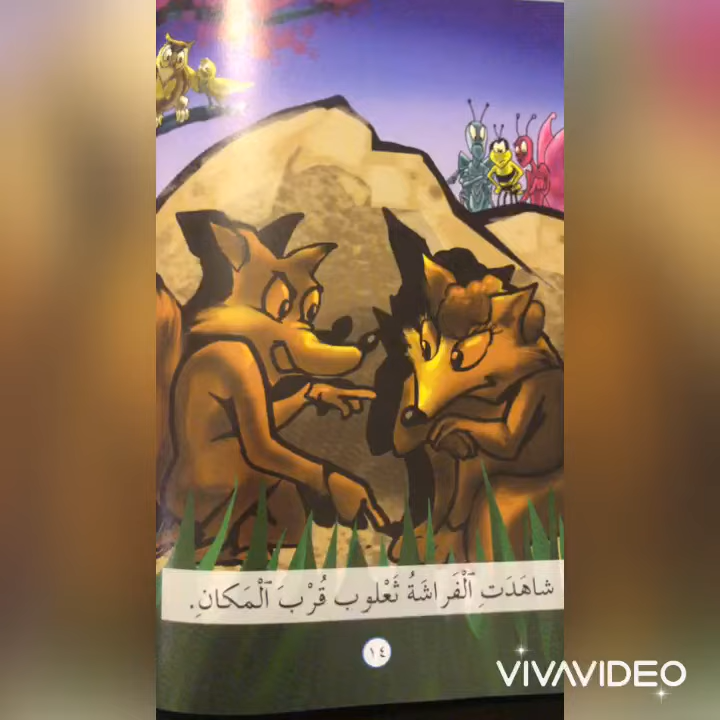 شاهَدَتِ ٱلْفَراشَةُ ثَعْلوب قُرْبَ ٱلْمَكانِ.
١٤
VIVAVIDEO